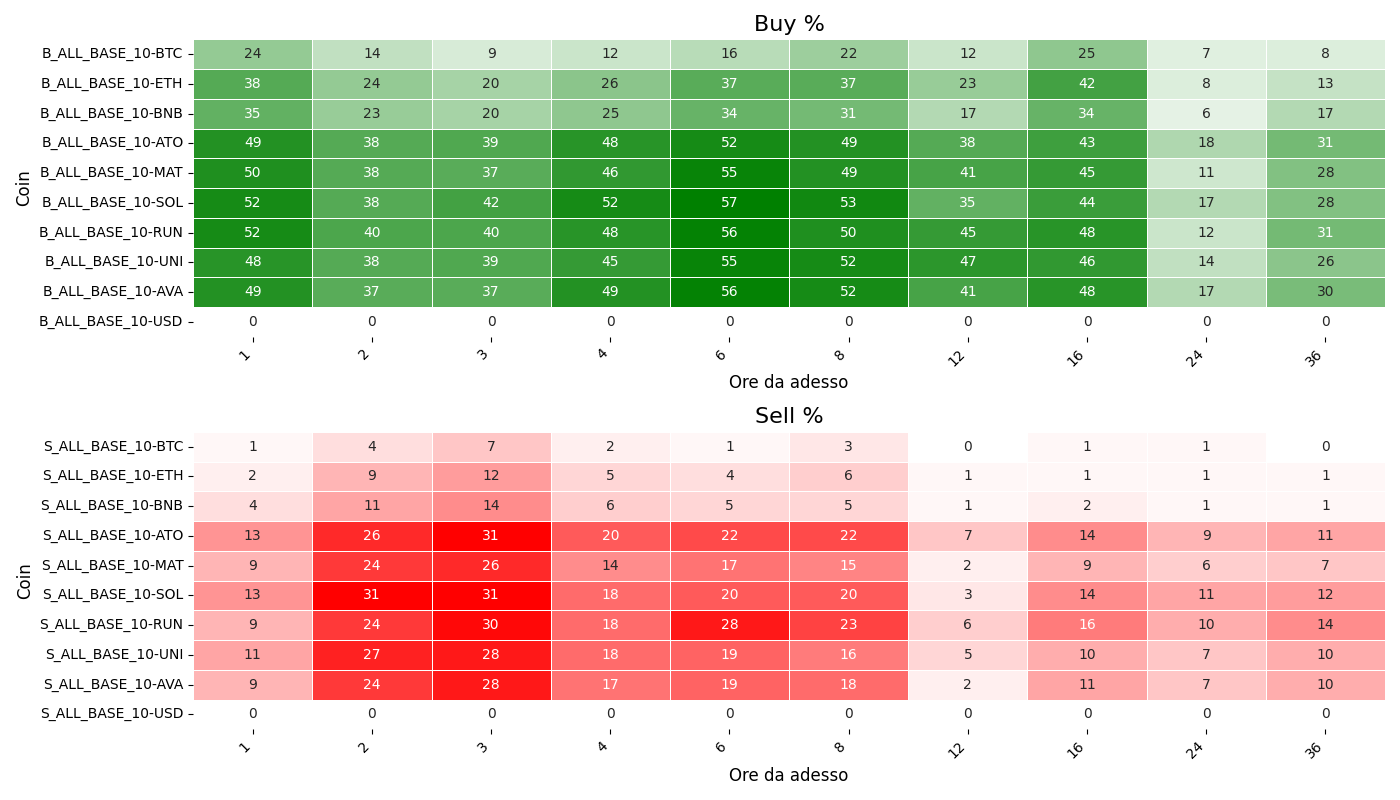 Buy %
B_ALL_BASE_10-BTC 24 14 9 12 16 22 12 25 7 8
B_ALL_BASE_10-ETH 38 24 20 26 37 37 23 42 8 13
B_ALL_BASE_10-BNB 35 23 20 25 34 31 17 34 6 17
B_ALL_BASE_10-ATO 49 38 39 48 52 49 38 43 18 31
B_ALL_BASE_10-MAT 50 38 37 46 55 49 41 45 11 28
B_ALL_BASE_10-SOL 52 38 42 52 57 53 35 44 17 28
B_ALL_BASE_10-RUN 52 40 40 48 56 50 45 48 12 31
B_ALL_BASE_10-UNI 48 38 39 45 55 52 47 46 14 26
B_ALL_BASE_10-AVA 49 37 37 49 56 52 41 48 17 30
B_ALL_BASE_10-USD 0 0 0 0 0 0 0 0 0 0
Coin
1 2 3 4 6 8 12 16 24 36
Ore da adesso
Sell %
S_ALL_BASE_10-BTC 1 4 7 2 1 3 0 1 1 0
S_ALL_BASE_10-ETH 2 9 12 5 4 6 1 1 1 1
S_ALL_BASE_10-BNB 4 11 14 6 5 5 1 2 1 1
S_ALL_BASE_10-ATO 13 26 31 20 22 22 7 14 9 11
S_ALL_BASE_10-MAT 9 24 26 14 17 15 2 9 6 7
S_ALL_BASE_10-SOL 13 31 31 18 20 20 3 14 11 12
S_ALL_BASE_10-RUN 9 24 30 18 28 23 6 16 10 14
S_ALL_BASE_10-UNI 11 27 28 18 19 16 5 10 7 10
S_ALL_BASE_10-AVA 9 24 28 17 19 18 2 11 7 10
S_ALL_BASE_10-USD 0 0 0 0 0 0 0 0 0 0
Coin
1 2 3 4 6 8 12 16 24 36
Ore da adesso